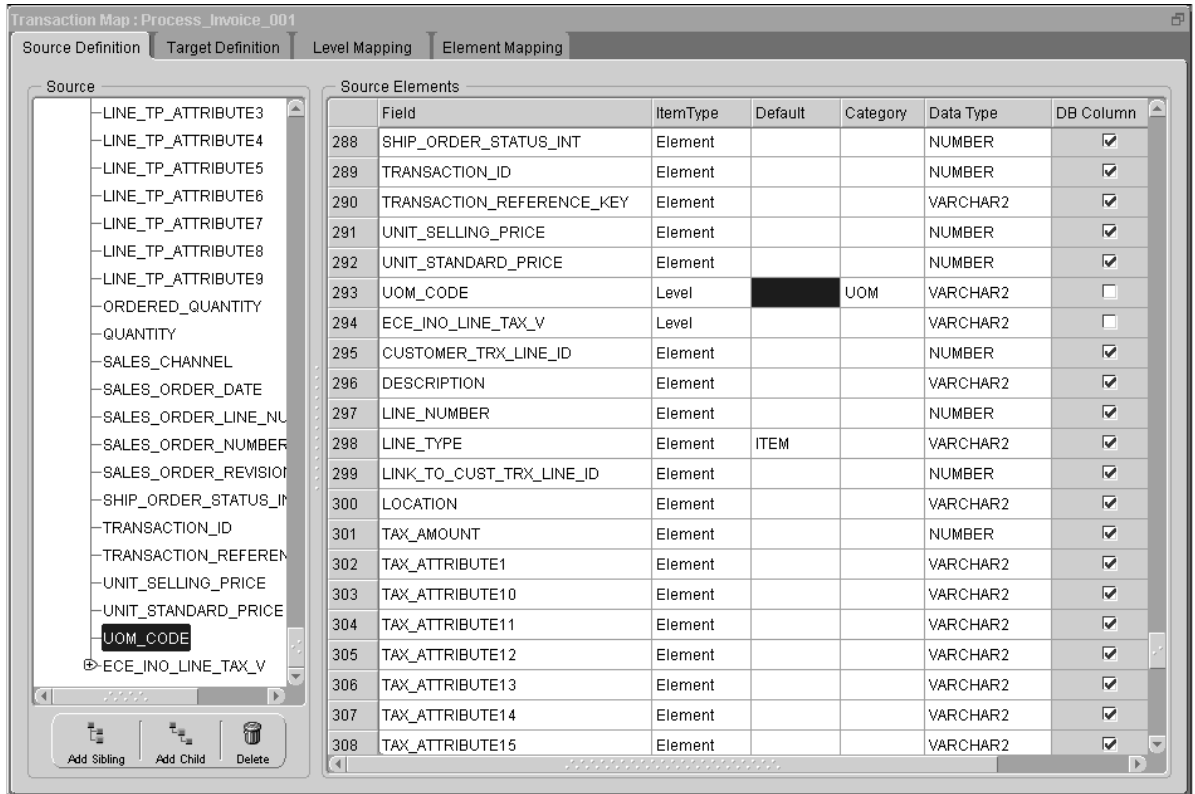 Transaction Map : Process_Invoice_001
Source Definition Target Definition Level Mapping Element Mapping
Source
LINE_TP_ATTRIBUTE3
LINE_TP_ATTRIBUTE4
LINE_TP_ATTRIBUTE5
LINE_TP_ATTRIBUTE6
LINE_TP_ATTRIBUTE7
LINE_TP_ATTRIBUTE8
LINE_TP_ATTRIBUTE9
ORDERED_QUANTITY
QUANTITY
SALES_CHANNEL
SALES_ORDER_DATE
SALES_ORDER_LINE_NU
SALES_ORDER_NUMBER
SALES_ORDER_REVISION
SHIP_ORDER_STATUS_IN
TRANSACTION_ID
TRANSACTION_REFEREN
UNIT_SELLING_PRICE
UNIT_STANDARD_PRICE
UOM_CODE
ECE_INO_LINE_TAX_V
Add Sibling Add Child Delete
Source Elements
Field ItemType Default Category Data Type DB Column
288 SHIP_ORDER_STATUS_INT Element NUMBER
289 TRANSACTION_ID Element NUMBER
290 TRANSACTION_REFERENCE_KEY Element VARCHAR2
291 UNIT_SELLING_PRICE Element NUMBER
292 UNIT_STANDARD_PRICE Element NUMBER
293 UOM_CODE Level UOM VARCHAR2
294 ECE_INO_LINE_TAX_V Level VARCHAR2
295 CUSTOMER_TRX_LINE_ID Element NUMBER
296 DESCRIPTION Element VARCHAR2
297 LINE_NUMBER Element NUMBER
298 LINE_TYPE Element ITEM VARCHAR2
299 LINK_TO_CUST_TRX_LINE_ID Element NUMBER
300 LOCATION Element VARCHAR2
301 TAX_AMOUNT Element NUMBER
302 TAX_ATTRIBUTE1 Element VARCHAR2
303 TAX_ATTRIBUTE10 Element VARCHAR2
304 TAX_ATTRIBUTE11 Element VARCHAR2
305 TAX_ATTRIBUTE12 Element VARCHAR2
306 TAX_ATTRIBUTE13 Element VARCHAR2
307 TAX_ATTRIBUTE14 Element VARCHAR2
308 TAX_ATTRIBUTE15 Element VARCHAR2